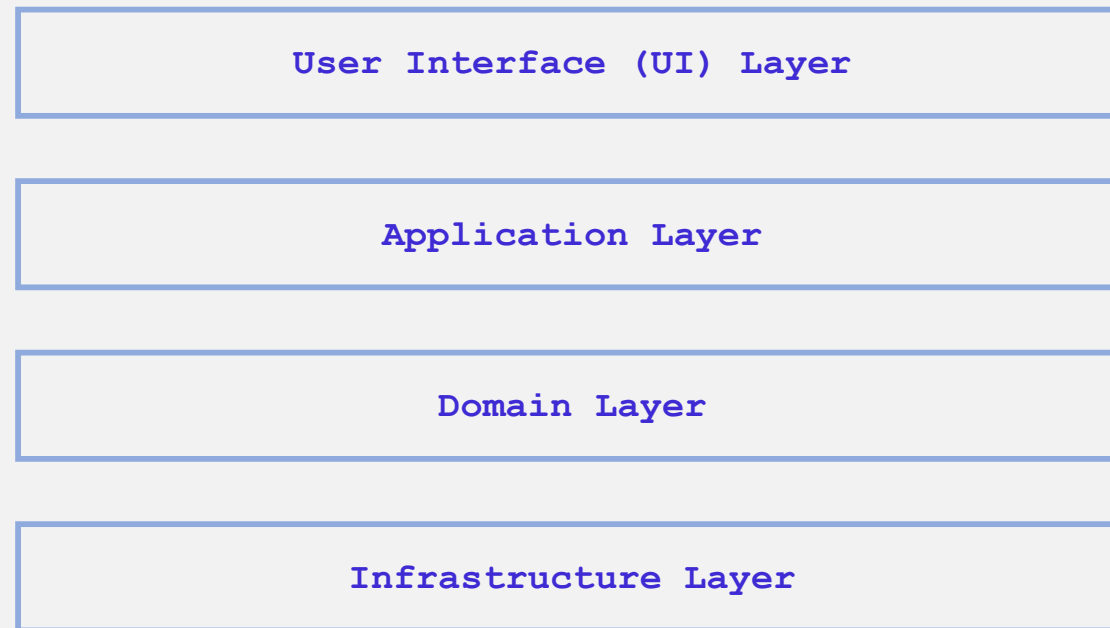 User Interface (UI) Layer
Application Layer
Domain Layer
Infrastructure Layer